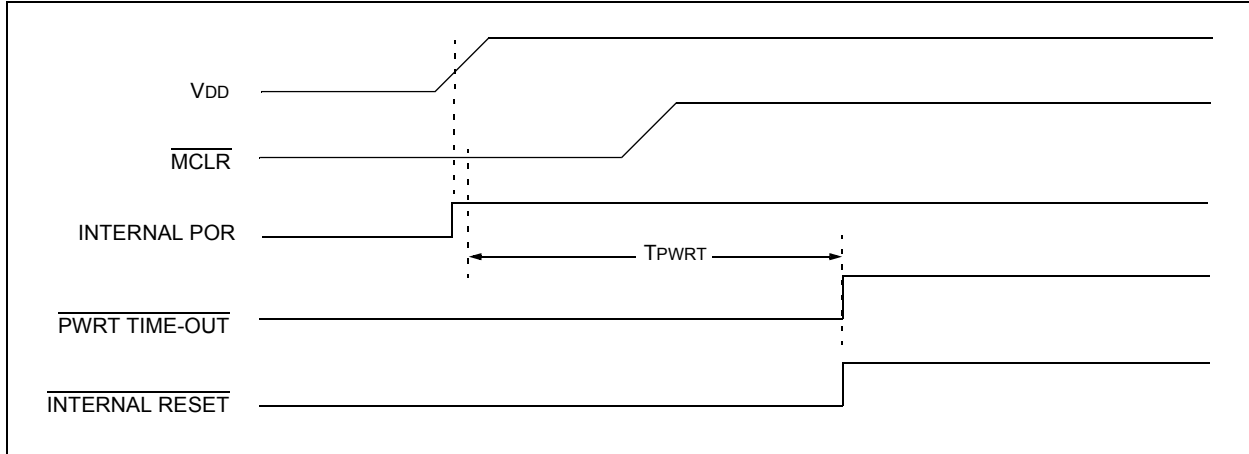 VDD
MCLR
INTERNAL POR
TPWRT
PWRT TIME-OUT
INTERNAL RESET